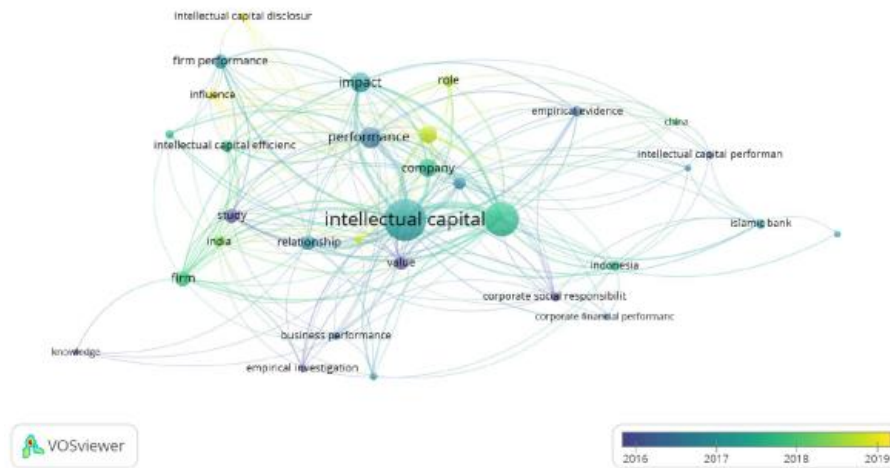 intellectual capital disclosur
firm performance
impact
role
influence
empirical evidence
china
performance
intellectual capital efficienc
intellectual capital performan
company
study
intellectual capital
islamic bank
india
relationship
value
indonesia
firm
corporate social responsibilit
corporate financial performanc
business performance
knowledge
empirical investigation
VOSviewer
2016 2017 2018 2019